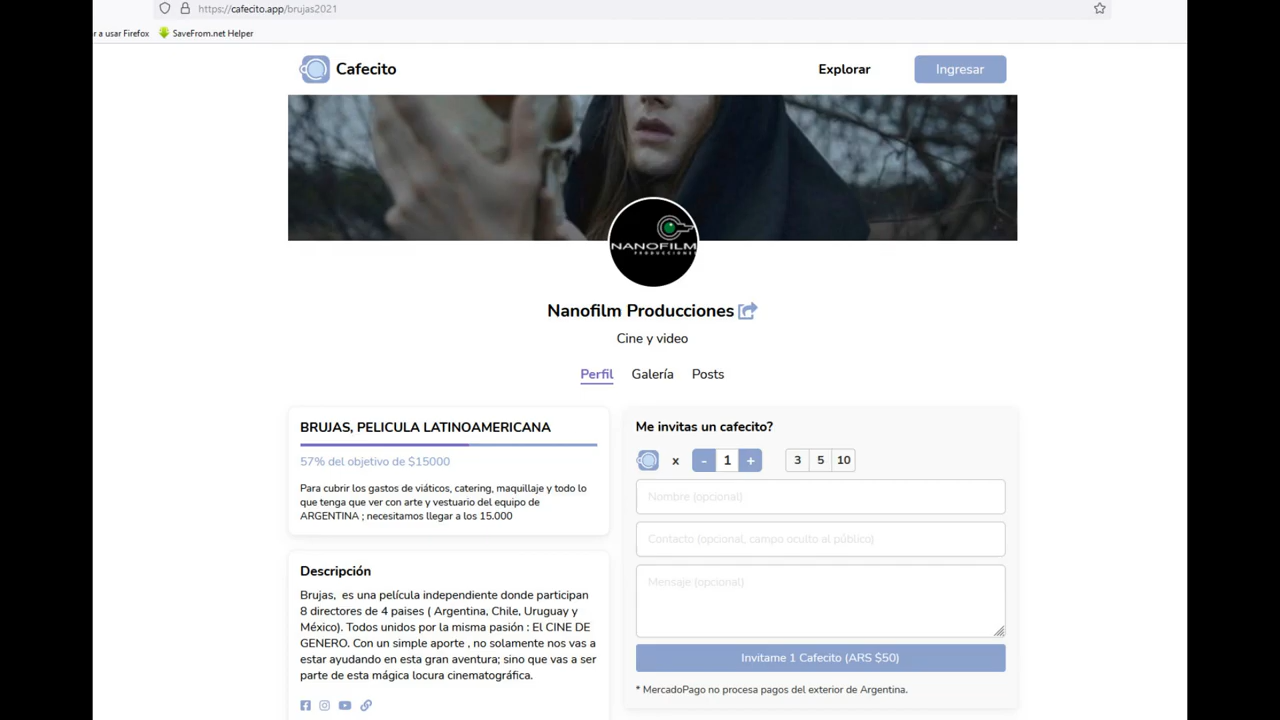 https://cafecito.app/brujas2021
r a usar Firefox SaveFrom.net Helper
Cafecito Explorar Ingresar
NANOFILM
PRODUCCIONES
Nanofilm Producciones
Cine y video
Perfil Galería Posts
BRUJAS, PELICULA LATINOAMERICANA
57% del objetivo de $15000
Para cubrir los gastos de viáticos, catering, maquillaje y todo lo
que tenga que ver con arte y vestuario del equipo de
ARGENTINA ; necesitamos llegar a los 15.000
Descripción
Brujas, es una película independiente donde participan
8 directores de 4 paises ( Argentina, Chile, Uruguay y
México). Todos unidos por la misma pasión : El CINE DE
GENERO. Con un simple aporte , no solamente nos vas a
estar ayudando en esta gran aventura; sino que vas a ser
parte de esta mágica locura cinematográfica.
Me invitas un cafecito?
x - 1 + 3 5 10
Nombre (opcional)
Contacto (opcional, campo oculto al público)
Mensaje (opcional)
Invitame 1 Cafecito (ARS $50)
* MercadoPago no procesa pagos del exterior de Argentina.